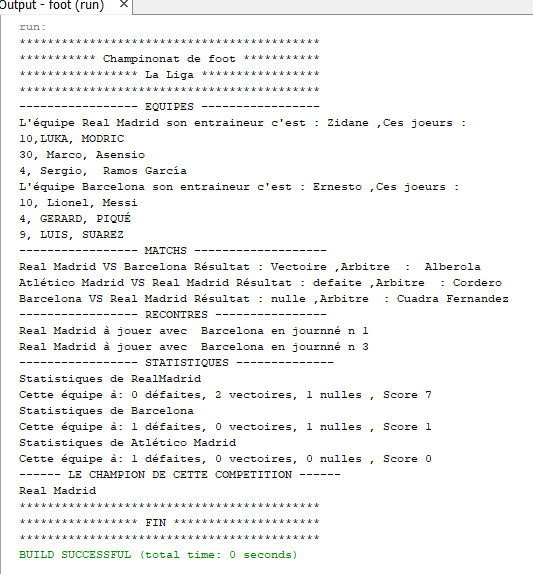 Output - foot (run) ×
run:
******************************************
*********** Champinonat de foot ***********
***************** La Liga *****************
******************************************
----------------- EQUIPES -----------------
L'équipe Real Madrid son entraineur c'est : Zidane ,Ces joeurs :
10,LUKA, MODRIC
30, Marco, Asensio
4, Sergio,  Ramos García
L'équipe Barcelona son entraineur c'est : Ernesto ,Ces joeurs :
10, Lionel, Messi
4, GERARD, PIQUÉ
9, LUIS, SUAREZ
----------------- MATCHS -------------------
Real Madrid VS Barcelona Résultat : Vectoire ,Arbitre  :  Alberola
Atlético Madrid VS Real Madrid Résultat : defaite ,Arbitre  : Cordero
Barcelona VS Real Madrid Résultat : nulle ,Arbitre  : Cuadra Fernandez
----------------- RECONTRES ----------------
Real Madrid à jouer avec  Barcelona en journné n 1
Real Madrid à jouer avec  Barcelona en journné n 3
----------------- STATISTIQUES --------------
Statistiques de RealMadrid
Cette équipe à: 0 défaites, 2 vectoires, 1 nulles , Score 7
Statistiques de Barcelona
Cette équipe à: 1 défaites, 0 vectoires, 1 nulles , Score 1
Statistiques de Atlético Madrid
Cette équipe à: 1 défaites, 0 vectoires, 0 nulles , Score 0
------ LE CHAMPION DE CETTE COMPETITION ------
Real Madrid
******************************************
***************** FIN *********************
******************************************
BUILD SUCCESSFUL (total time: 0 seconds)